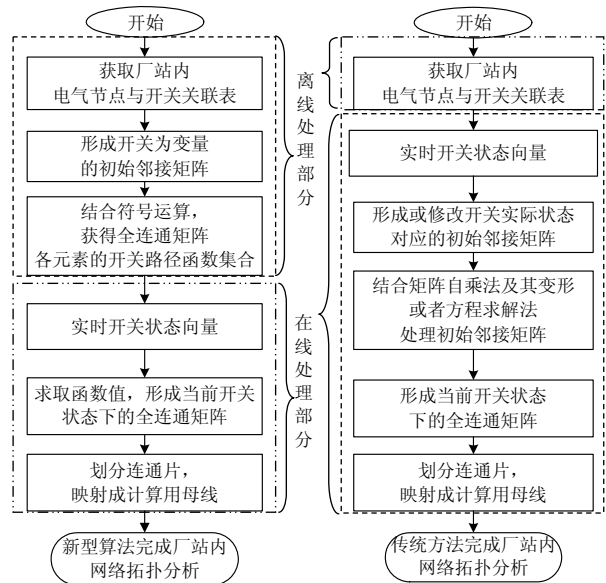 开始
获取厂站内
电气节点与开关关联表
形成开关为变量
的初始邻接矩阵
结合符号运算，
获得全连通矩阵
各元素的开关路径函数集合
实时开关状态向量
求取函数值，形成当前开关
状态下的全连通矩阵
划分连通片，
映射成计算用母线
新型算法完成厂站内
网络拓扑分析
离线处理部分
在线处理部分
开始
获取厂站内
电气节点与开关关联表
实时开关状态向量
形成或修改开关实际状态
对应的初始邻接矩阵
结合矩阵自乘法及其变形
或者方程求解法
处理初始邻接矩阵
形成当前开关状态
下的全连通矩阵
划分连通片，
映射成计算用母线
传统方法完成厂站内
网络拓扑分析